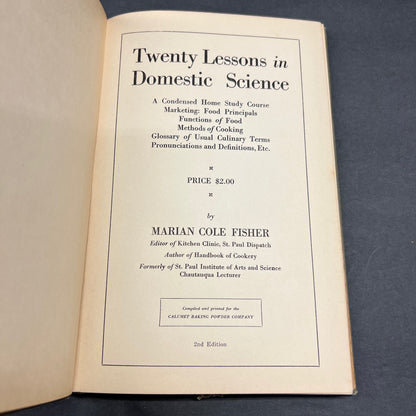 Twenty Lessons in
Domestic Science
A Condensed Home Study Course
Marketing: Food Principals
Functions of Food
Methods of Cooking
Glossary of Usual Culinary Terms
Pronunciations and Definitions, Etc.
PRICE $2.00
by
MARIAN COLE FISHER
Editor of Kitchen Clinic, St. Paul Dispatch
Author of Handbook of Cookery
Formerly of St. Paul Institute of Arts and Science
Chautauqua Lecturer
Compiled and printed for the
CALUMET BAKING POWDER COMPANY
2nd Edition